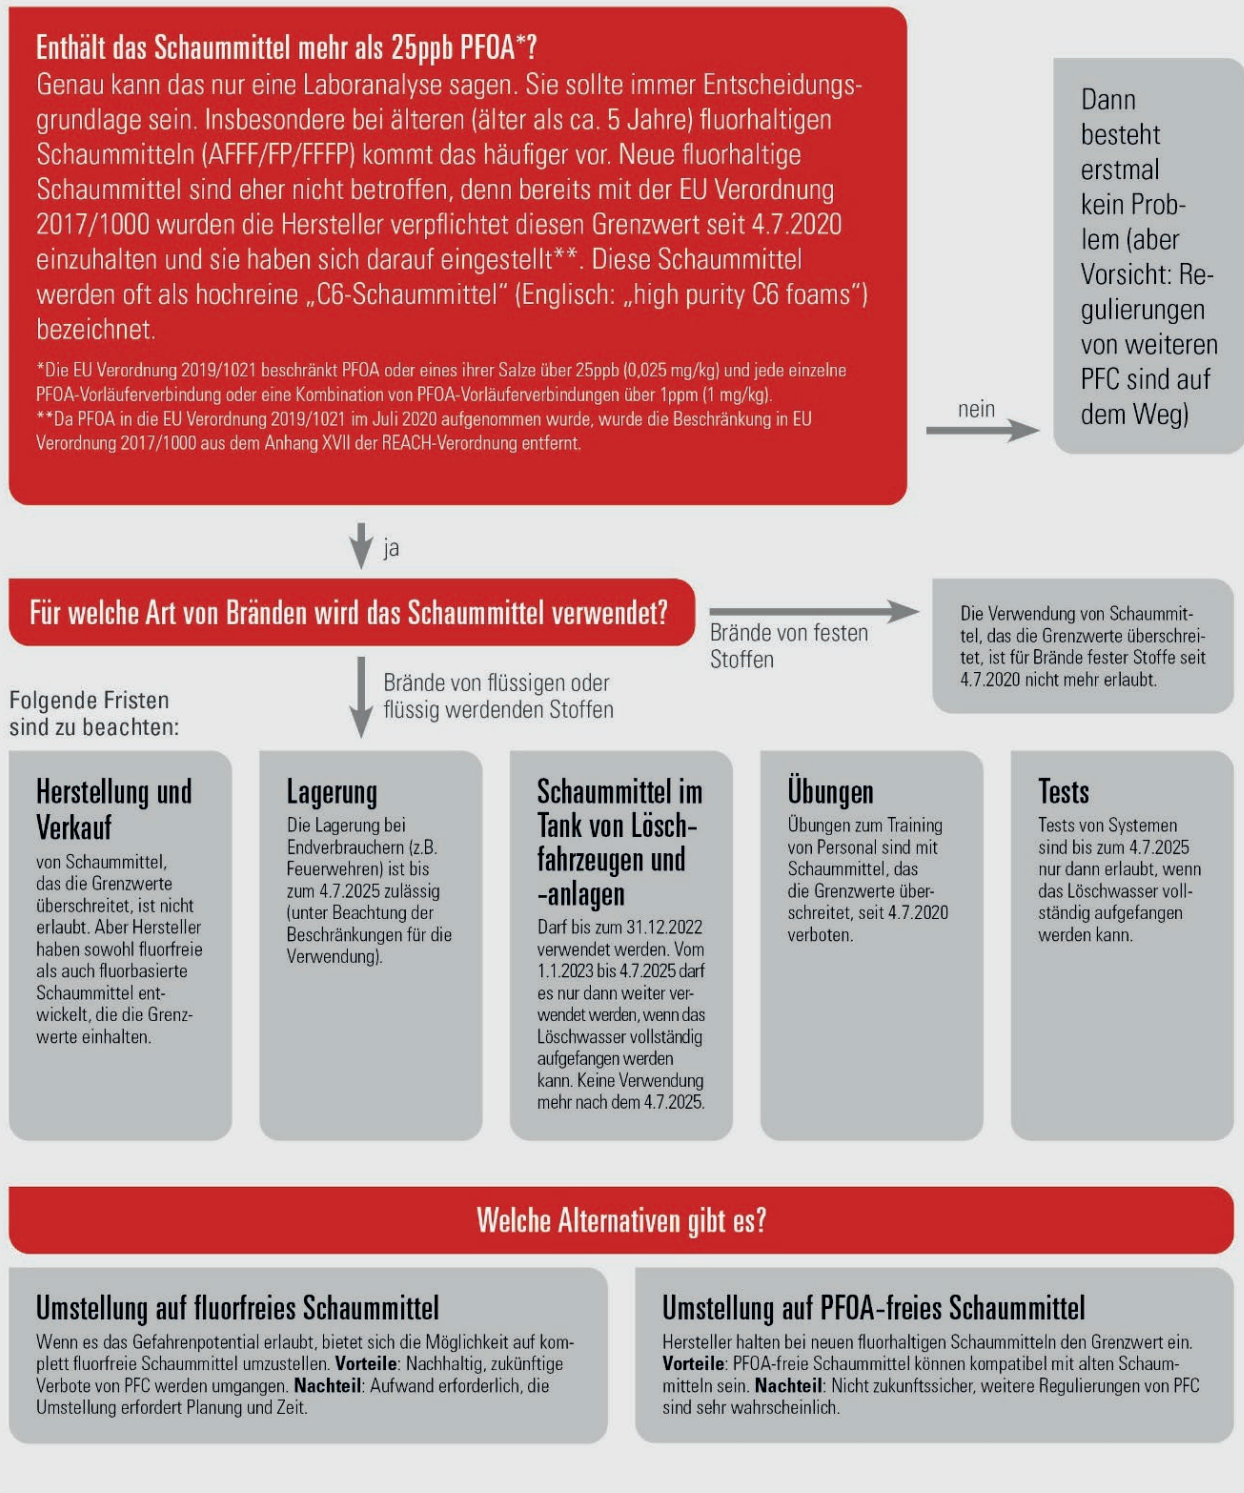 Enthält das Schaummittel mehr als 25ppb PFOA*?
Genau kann das nur eine Laboranalyse sagen. Sie sollte immer Entscheidungs-
grundlage sein. Insbesondere bei älteren (älter als ca. 5 Jahre) fluorhaltigen
Schaummitteln (AFFF/FP/FFFP) kommt das häufiger vor. Neue fluorhaltige
Schaummittel sind eher nicht betroffen, denn bereits mit der EU Verordnung
2017/1000 wurden die Hersteller verpflichtet diesen Grenzwert seit 4.7.2020
einzuhalten und sie haben sich darauf eingestellt**. Diese Schaummittel
werden oft als hochreine „C6-Schaummittel“ (Englisch: „high purity C6 foams“)
bezeichnet.
*Die EU Verordnung 2019/1021 beschränkt PFOA oder eines ihrer Salze über 25ppb (0,025 mg/kg) und jede einzelne
PFOA-Vorläuferverbindung oder eine Kombination von PFOA-Vorläuferverbindungen über 1ppm (1 mg/kg).
**Da PFOA in die EU Verordnung 2019/1021 im Juli 2020 aufgenommen wurde, wurde die Beschränkung in EU
Verordnung 2017/1000 aus dem Anhang XVII der REACH-Verordnung entfernt.
nein
Dann
besteht
erstmal
kein Prob-
lem (aber
Vorsicht: Re-
gulierungen
von weiteren
PFC sind auf
dem Weg)
ja
Für welche Art von Bränden wird das Schaummittel verwendet?
Brände von festen
Stoffen
Die Verwendung von Schaummit-
tel, das die Grenzwerte überschrei-
tet, ist für Brände fester Stoffe seit
4.7.2020 nicht mehr erlaubt.
Brände von flüssigen oder
flüssig werdenden Stoffen
Folgende Fristen
sind zu beachten:
Herstellung und
Verkauf
von Schaummittel,
das die Grenzwerte
überschreitet, ist nicht
erlaubt. Aber Hersteller
haben sowohl fluorfreie
als auch fluorbasierte
Schaummittel ent-
wickelt, die die Grenz-
werte einhalten.
Lagerung
Die Lagerung bei
Endverbrauchern (z.B.
Feuerwehren) ist bis
zum 4.7.2025 zulässig
(unter Beachtung der
Beschränkungen für die
Verwendung).
Schaummittel im
Tank von Lösch-
fahrzeugen und
-anlagen
Darf bis zum 31.12.2022
verwendet werden. Vom
1.1.2023 bis 4.7.2025 darf
es nur dann weiter ver-
wendet werden, wenn das
Löschwasser vollständig
aufgefangen werden
kann. Keine Verwendung
mehr nach dem 4.7.2025.
Übungen
Übungen zum Training
von Personal sind mit
Schaummittel, das
die Grenzwerte über-
schreitet, seit 4.7.2020
verboten.
Tests
Tests von Systemen
sind bis zum 4.7.2025
nur dann erlaubt, wenn
das Löschwasser voll-
ständig aufgefangen
werden kann.
Welche Alternativen gibt es?
Umstellung auf fluorfreies Schaummittel
Wenn es das Gefahrenpotential erlaubt, bietet sich die Möglichkeit auf kom-
plett fluorfreie Schaummittel umzustellen. Vorteile: Nachhaltig, zukünftige
Verbote von PFC werden umgangen. Nachteil: Aufwand erforderlich, die
Umstellung erfordert Planung und Zeit.
Umstellung auf PFOA-freies Schaummittel
Hersteller halten bei neuen fluorhaltigen Schaummitteln den Grenzwert ein.
Vorteile: PFOA-freie Schaummittel können kompatibel mit alten Schaum-
mitteln sein. Nachteil: Nicht zukunftssicher, weitere Regulierungen von PFC
sind sehr wahrscheinlich.